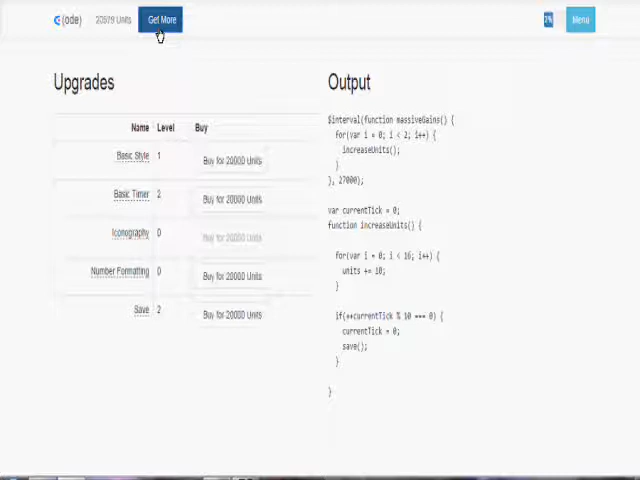 C{ode} 20579 Units Get More 2% Menu
Upgrades
Name Level Buy
Basic Style 1 Buy for 20000 Units
Basic Timer 2 Buy for 20000 Units
Iconography 0 Buy for 20000 Units
Number Formatting 0 Buy for 20000 Units
Save 2 Buy for 20000 Units
Output
$interval(function massiveGains() {
for(var i = 0; i < 2; i++) {
increaseUnits();
}
}, 27000);
var currentTick = 0;
function increaseUnits() {
for(var i = 0; i < 16; i++) {
units += 10;
}
if(++currentTick % 10 === 0) {
currentTick = 0;
save();
}
}